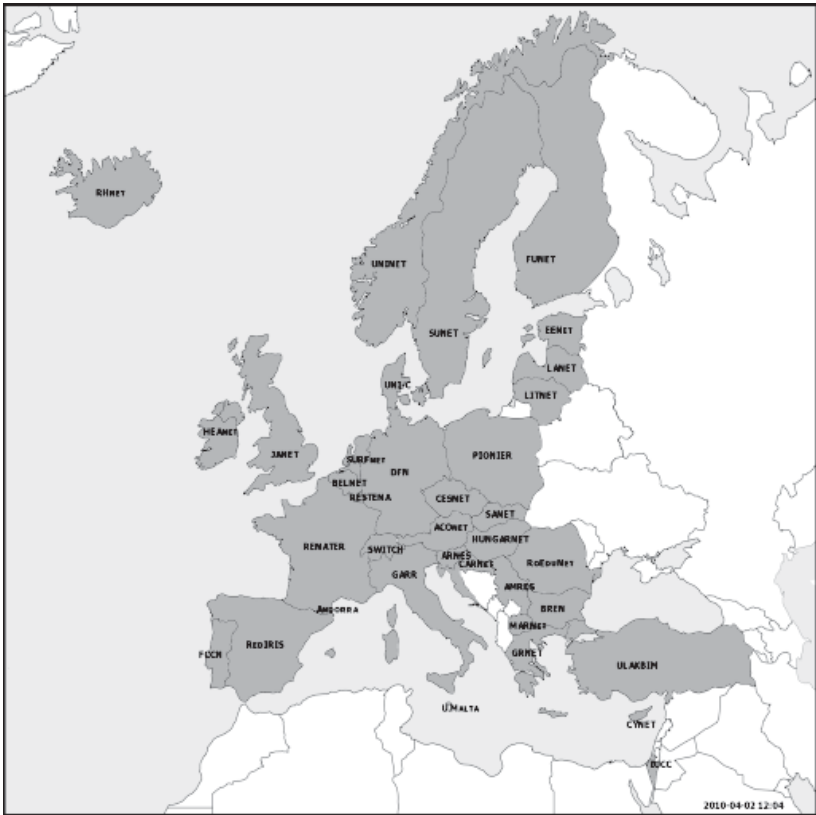 RHNET
UNINET
FUNET
SUNET
EENET
LANET
UNI-C
LITNET
HEANET
JANET
SURFNET
PIONIER
DFN
BELNET
RESTENA
CESNET
SANET
ACONET
HUNGARNET
RENATER
SWITCH
ARNES
CARNET
ROEDUNET
GARR
AMRES
ANDORRA
BREN
MARNET
REDIRIS
FCCN
GRNET
ULAKBIM
U.MALTA
CYNET
IUCC
2010-04-02 12:04